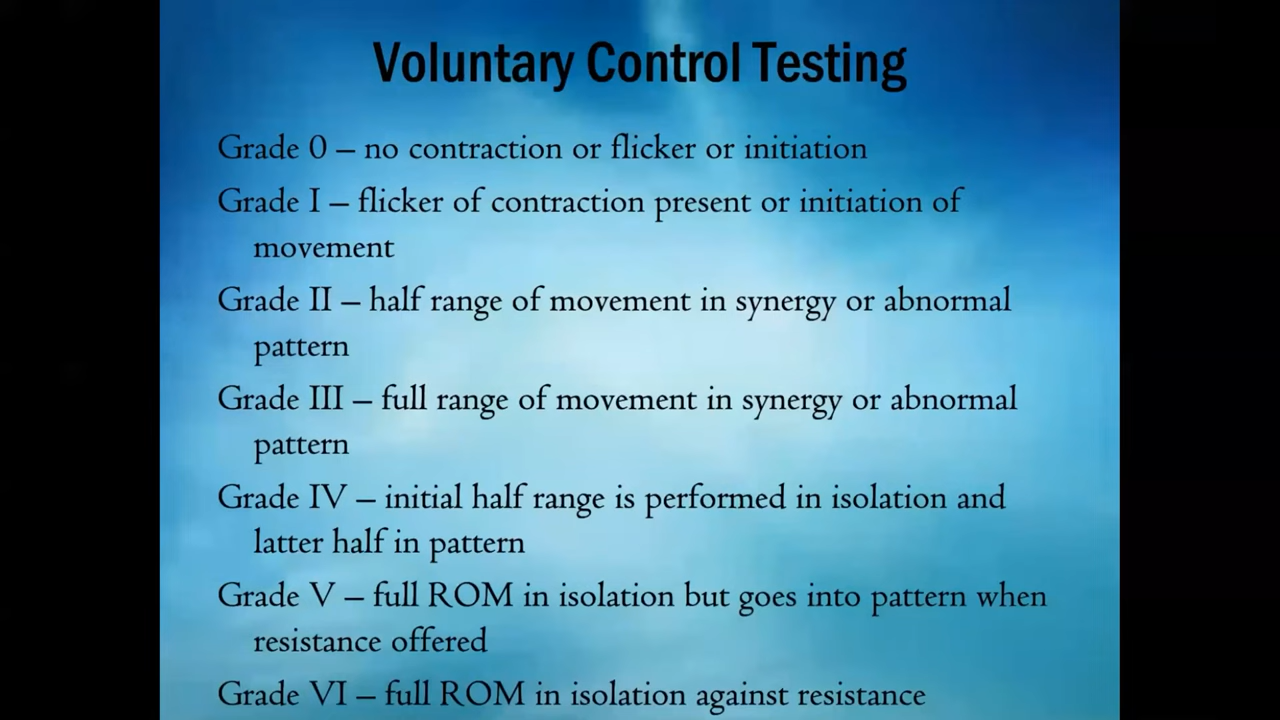 Voluntary Control Testing
Grade 0 – no contraction or flicker or initiation
Grade I – flicker of contraction present or initiation of
movement
Grade II – half range of movement in synergy or abnormal
pattern
Grade III – full range of movement in synergy or abnormal
pattern
Grade IV – initial half range is performed in isolation and
latter half in pattern
Grade V – full ROM in isolation but goes into pattern when
resistance offered
Grade VI – full ROM in isolation against resistance